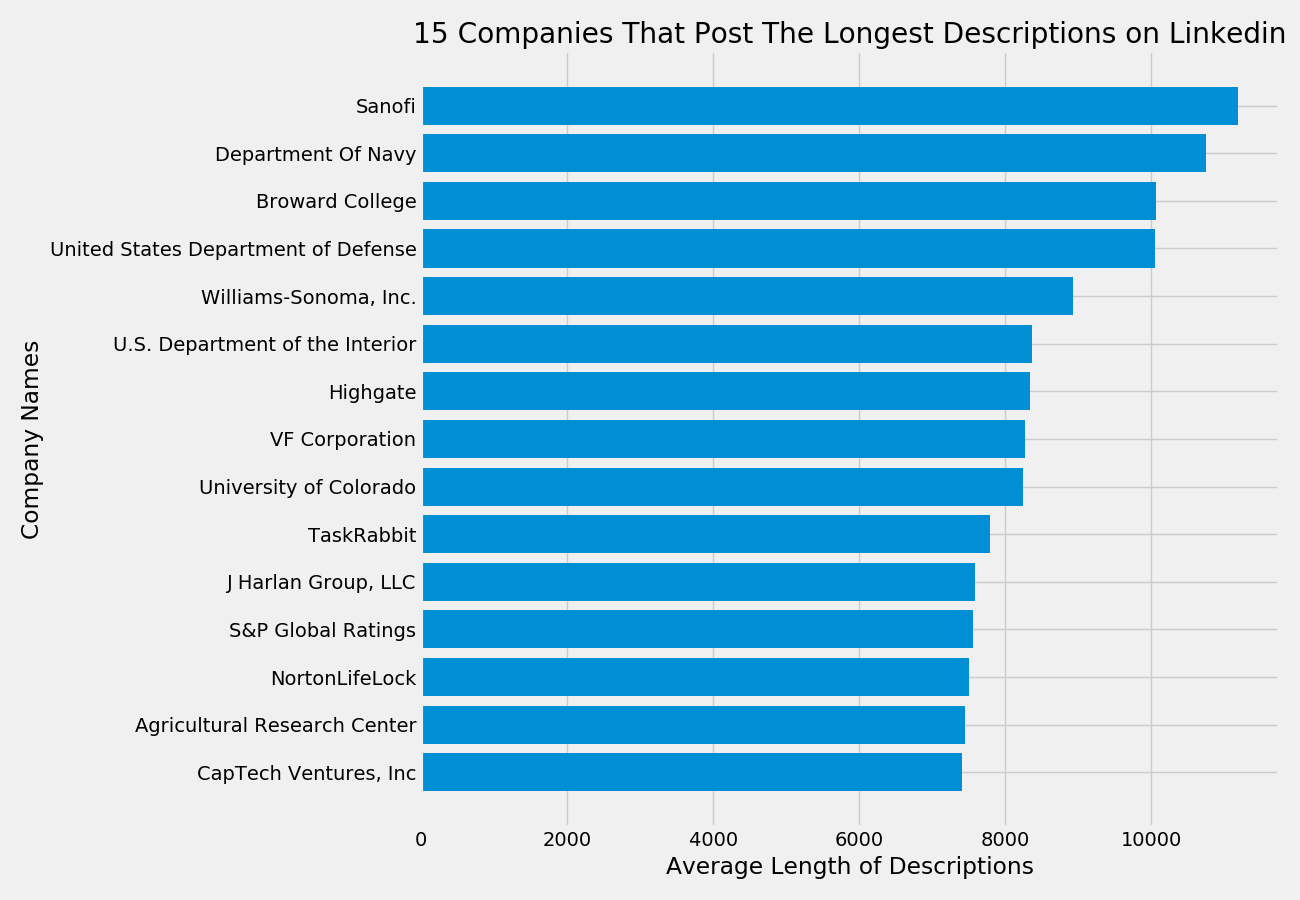 15 Companies That Post The Longest Descriptions on Linkedin
Company Names
Sanofi
Department Of Navy
Broward College
United States Department of Defense
Williams-Sonoma, Inc.
U.S. Department of the Interior
Highgate
VF Corporation
University of Colorado
TaskRabbit
J Harlan Group, LLC
S&P Global Ratings
NortonLifeLock
Agricultural Research Center
CapTech Ventures, Inc
0 2000 4000 6000 8000 10000
Average Length of Descriptions